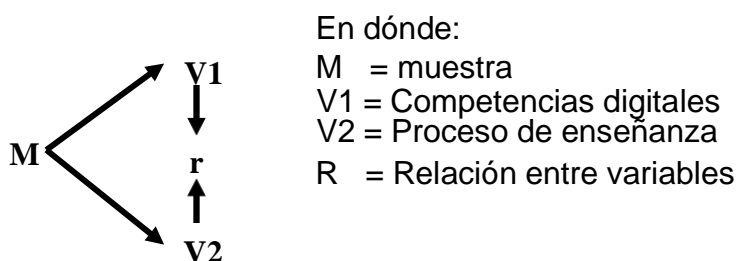 V1
M
r
V2
En dónde:
M = muestra
V1 = Competencias digitales
V2 = Proceso de enseñanza
R = Relación entre variables